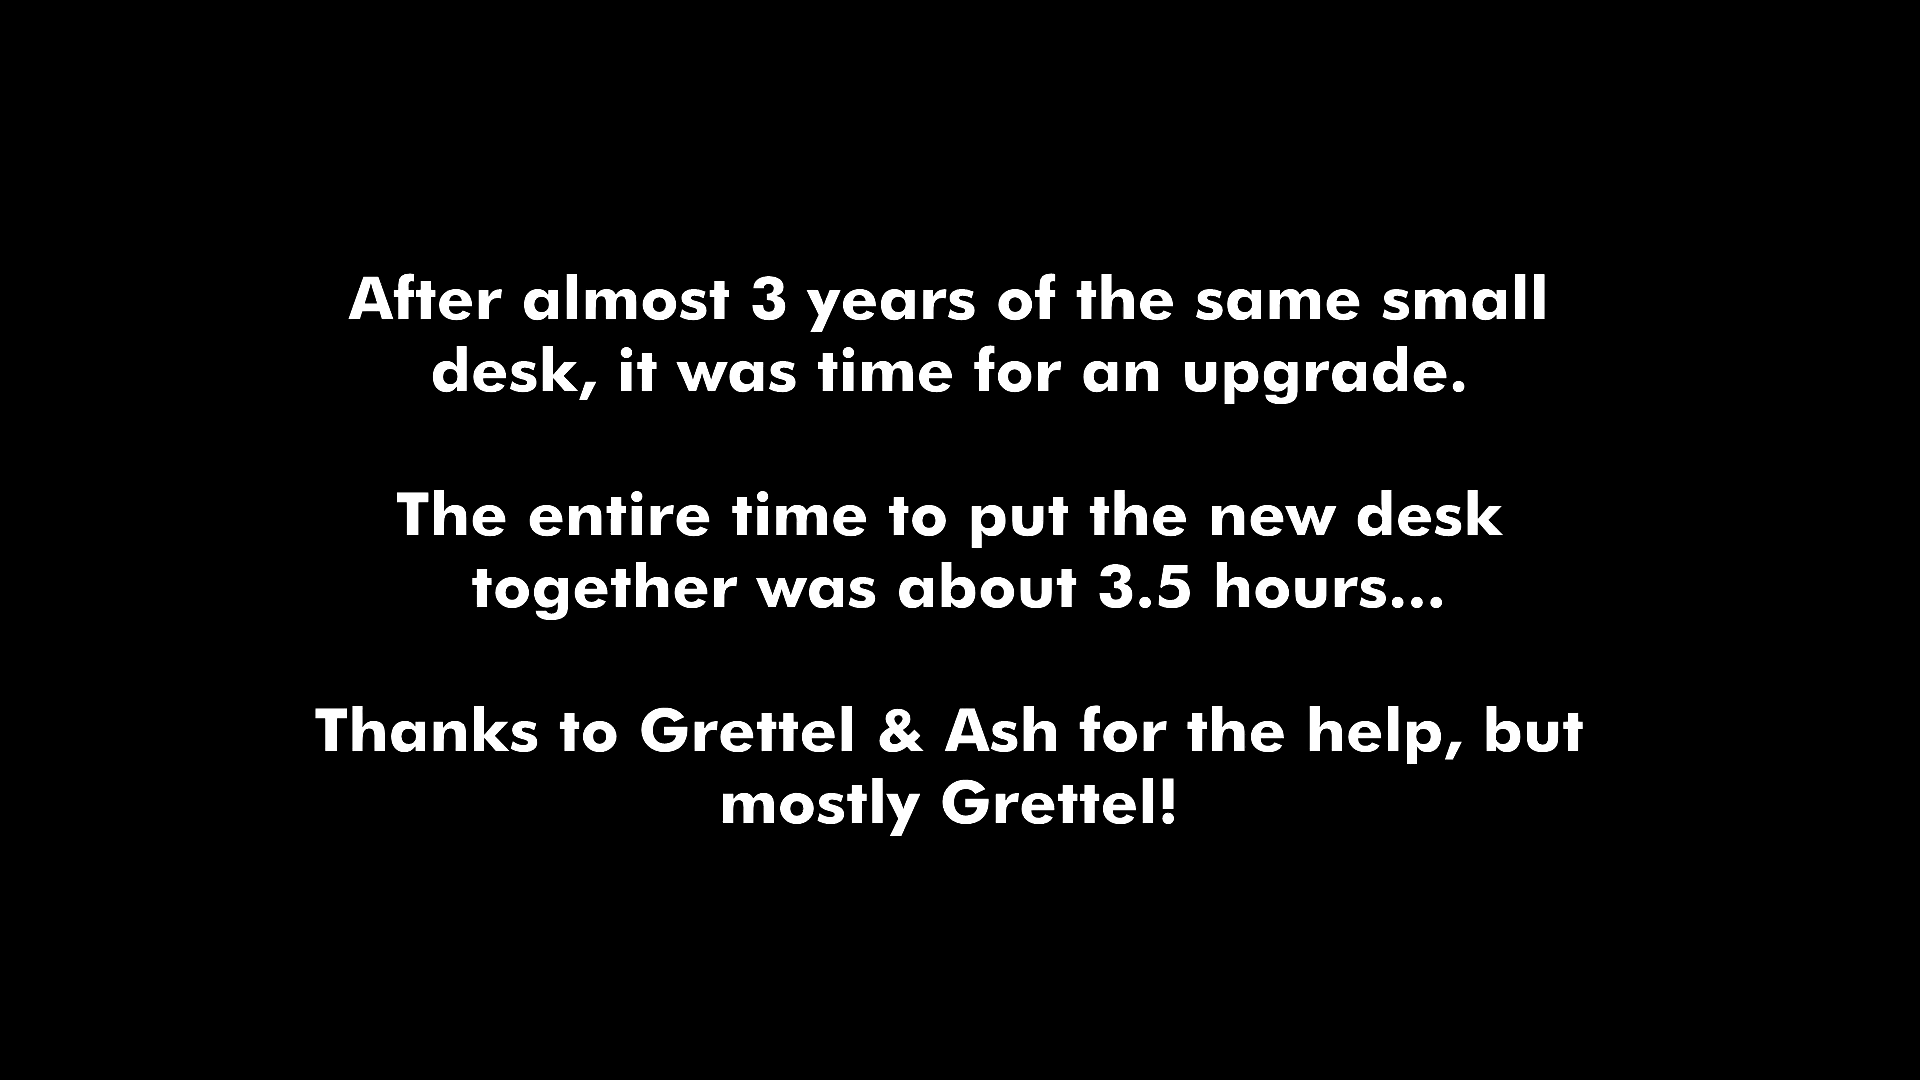 After almost 3 years of the same small
desk, it was time for an upgrade.
The entire time to put the new desk
together was about 3.5 hours...
Thanks to Grettel & Ash for the help, but
mostly Grettel!